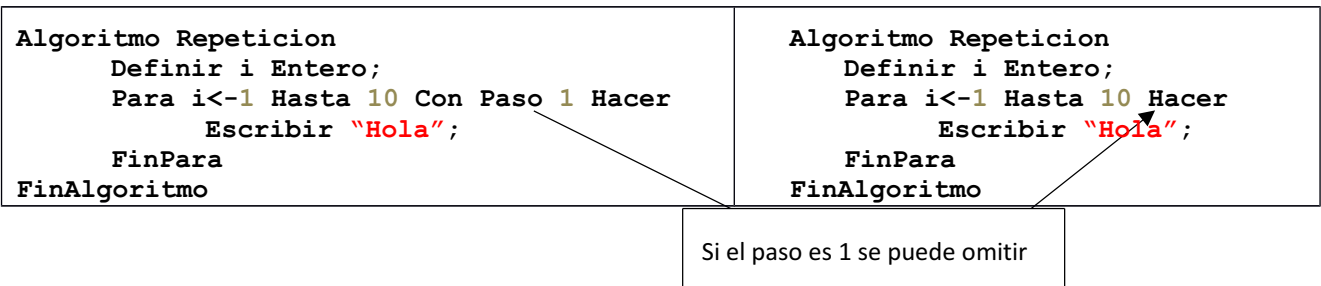 Algoritmo Repeticion
Definir i Entero;
Para i<-1 Hasta 10 Con Paso 1 Hacer
Escribir “Hola”;
FinPara
FinAlgoritmo
Algoritmo Repeticion
Definir i Entero;
Para i<-1 Hasta 10 Hacer
Escribir “Hola”;
FinPara
FinAlgoritmo
Si el paso es 1 se puede omitir